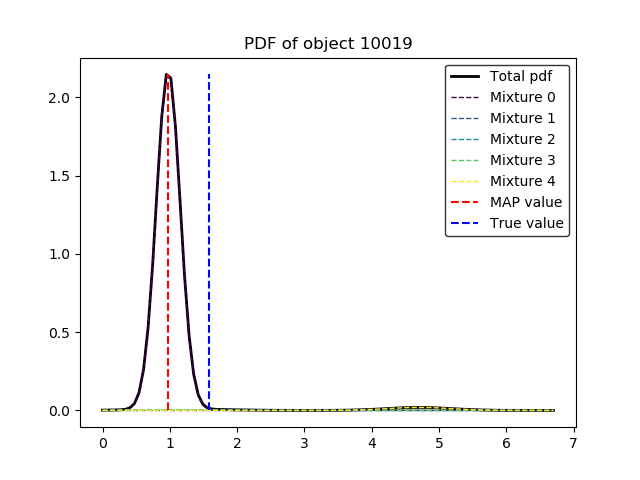 PDF of object 10019
Total pdf
Mixture 0
Mixture 1
Mixture 2
Mixture 3
Mixture 4
MAP value
True value
2.0
1.5
1.0
0.5
0.0
0 1 2 3 4 5 6 7